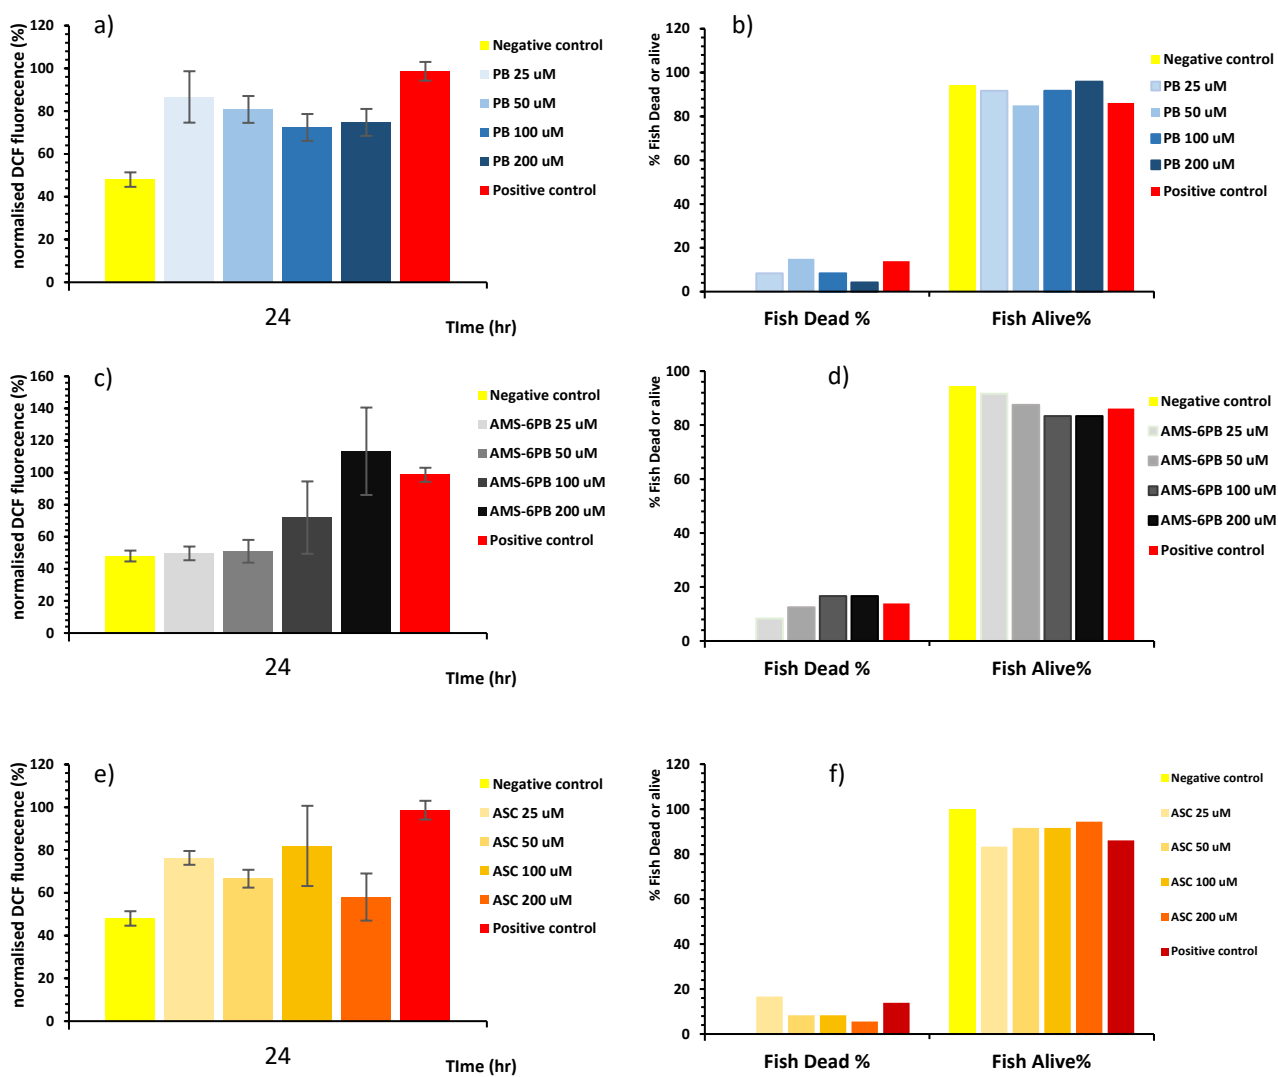 a)
normalised DCF fluorecence (%)
120
100
80
60
40
20
0
24
TIme (hr)
Negative control
PB 25 uM
PB 50 uM
PB 100 uM
PB 200 uM
Positive control
b)
% Fish Dead or alive
120
100
80
60
40
20
0
Fish Dead %
Fish Alive%
Negative control
PB 25 uM
PB 50 uM
PB 100 uM
PB 200 uM
Positive control
c)
normalised DCF fluorecence (%)
160
140
120
100
80
60
40
20
0
24
TIme (hr)
Negative control
AMS-6PB 25 uM
AMS-6PB 50 uM
AMS-6PB 100 uM
AMS-6PB 200 uM
Positive control
d)
% Fish Dead or alive
100
80
60
40
20
0
Fish Dead %
Fish Alive%
Negative control
AMS-6PB 25 uM
AMS-6PB 50 uM
AMS-6PB 100 uM
AMS-6PB 200 uM
Positive control
e)
normalised DCF fluorecence (%)
120
100
80
60
40
20
0
24
TIme (hr)
Negative control
ASC 25 uM
ASC 50 uM
ASC 100 uM
ASC 200 uM
Positive control
f)
% Fish Dead or alive
120
100
80
60
40
20
0
Fish Dead %
Fish Alive%
Negative control
ASC 25 uM
ASC 50 uM
ASC 100 uM
ASC 200 uM
Positive control